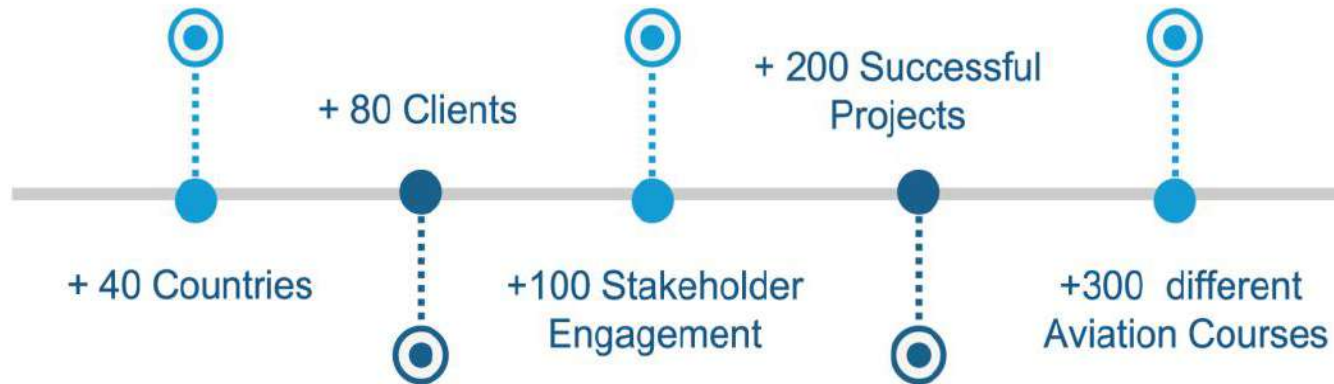 + 40 Countries
+ 80 Clients
+100 Stakeholder
Engagement
+ 200 Successful
Projects
+300  different
Aviation Courses